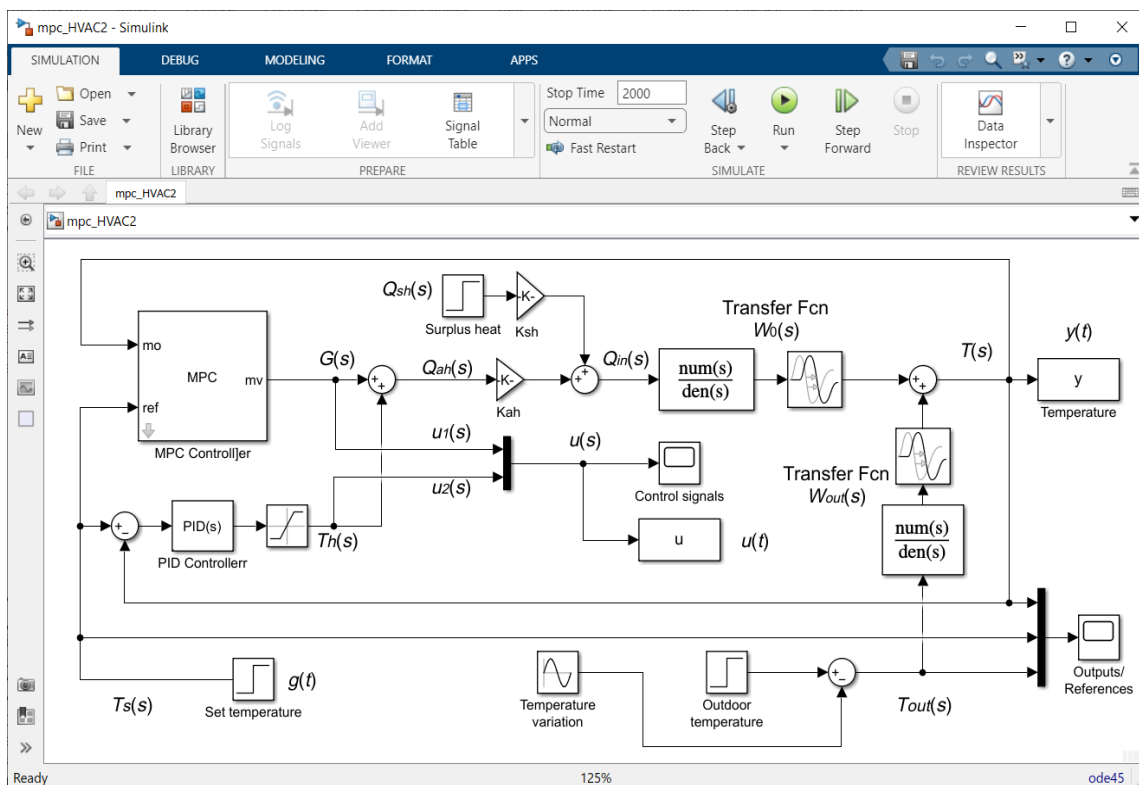 mpc_HVAC2 - Simulink
SIMULATION DEBUG MODELING FORMAT APPS
New
Open
Save
Print
FILE
Library
Browser
LIBRARY
Log
Signals
Add
Viewer
Signal
Table
PREPARE
Stop Time 2000
Normal
Fast Restart
Step
Back
Run
Step
Forward
Stop
SIMULATE
Data
Inspector
REVIEW RESULTS
mpc_HVAC2
mpc_HVAC2
Qsh(s)
Surplus heat
-K-
Ksh
Transfer Fcn
W0(s)
y(t)
mo
MPC
mv
ref
MPC Controll]er
G(s)
+
+
Qah(s)
-K-
Kah
+
+
Qin(s)
num(s)
den(s)
+
+
T(s)
y
Temperature
u1(s)
u2(s)
u(s)
Control signals
Transfer Fcn
Wout(s)
+
−
PID(s)
PID Controllerr
Th(s)
u
u(t)
num(s)
den(s)
Ts(s)
Set temperature
g(t)
Temperature
variation
Outdoor
temperature
+
−
Tout(s)
Outputs/
References
Ready 125% ode45